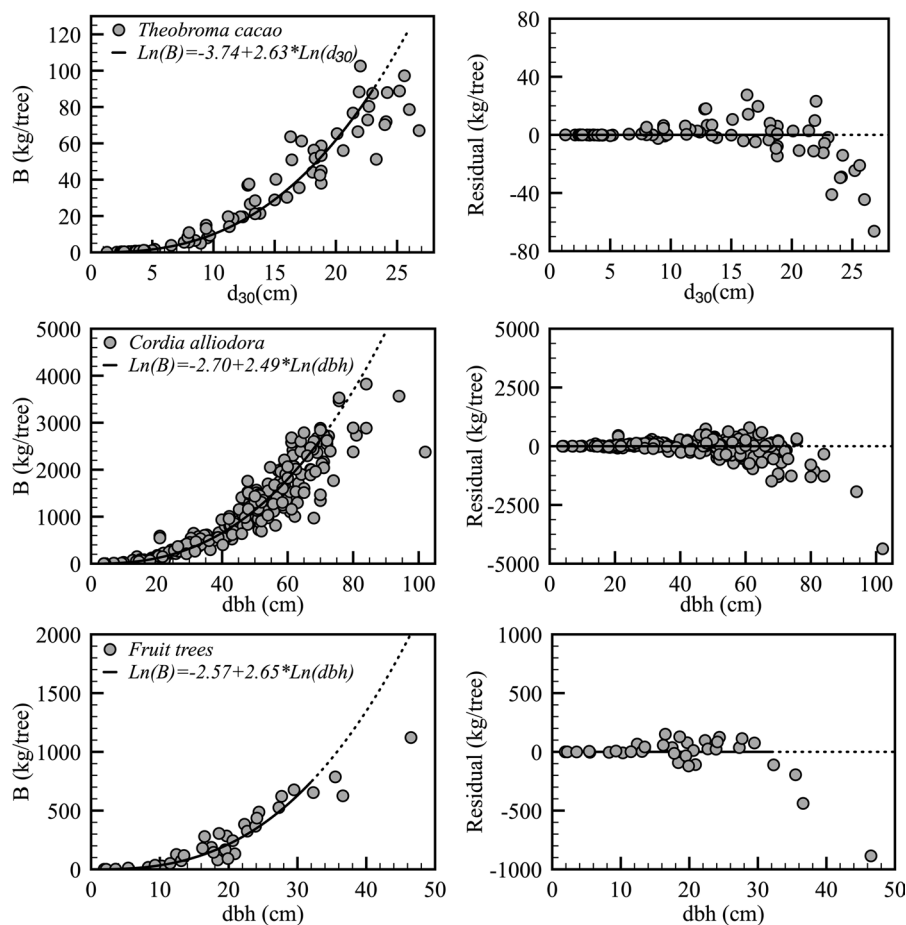 Theobroma cacao
Ln(B)=-3.74+2.63*Ln(d30)
B (kg/tree)
120
100
80
60
40
20
0
0 5 10 15 20 25
d30(cm)
Residual (kg/tree)
80
40
0
-40
-80
0 5 10 15 20 25
d30(cm)
Cordia alliodora
Ln(B)=-2.70+2.49*Ln(dbh)
B (kg/tree)
5000
4000
3000
2000
1000
0
0 20 40 60 80 100
dbh (cm)
Residual (kg/tree)
5000
2500
0
-2500
-5000
0 20 40 60 80 100
dbh (cm)
Fruit trees
Ln(B)=-2.57+2.65*Ln(dbh)
B (kg/tree)
2000
1500
1000
500
0
0 10 20 30 40 50
dbh (cm)
Residual (kg/tree)
1000
500
0
-500
-1000
0 10 20 30 40 50
dbh (cm)